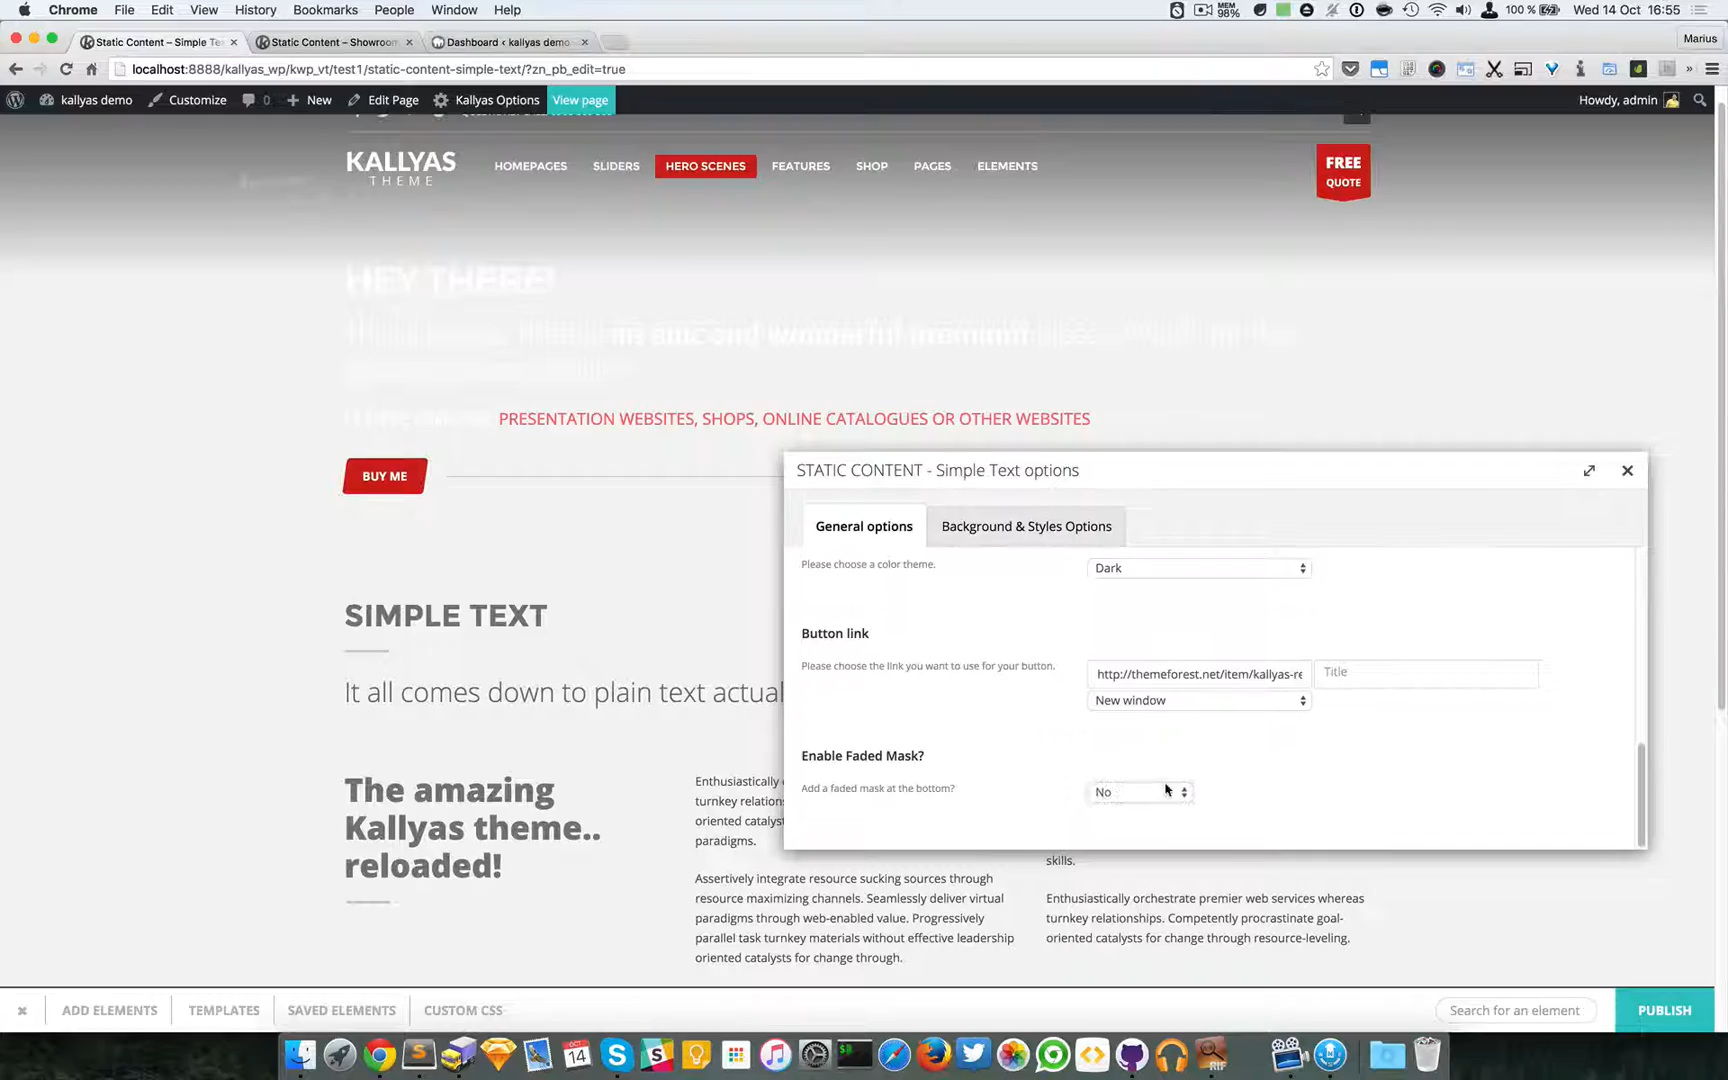 Chrome File Edit View History Bookmarks People Window Help MEM 98% 100 % Wed 14 Oct 16:55
Static Content – Simple Te Static Content – Showroom Dashboard ‹ kallyas demo Marius
localhost:8888/kallyas_wp/kwp_vt/test1/static-content-simple-text/?zn_pb_edit=true
kallyas demo Customize 0 New Edit Page Kallyas Options View page Howdy, admin
KALLYAS
THEME
HOMEPAGES SLIDERS HERO SCENES FEATURES SHOP PAGES ELEMENTS
FREE
QUOTE
HEY THERE!
PRESENTATION WEBSITES, SHOPS, ONLINE CATALOGUES OR OTHER WEBSITES
BUY ME
STATIC CONTENT - Simple Text options
General options Background & Styles Options
Please choose a color theme. Dark
Button link
Please choose the link you want to use for your button. http://themeforest.net/item/kallyas-re Title
New window
Enable Faded Mask?
Add a faded mask at the bottom? No
SIMPLE TEXT
It all comes down to plain text actual
The amazing
Kallyas theme..
reloaded!
Enthusiastically
turnkey relation
oriented catalys
paradigms.
Assertively integrate resource sucking sources through
resource maximizing channels. Seamlessly deliver virtual
paradigms through web-enabled value. Progressively
parallel task turnkey materials without effective leadership
oriented catalysts for change through.
skills.
Enthusiastically orchestrate premier web services whereas
turnkey relationships. Competently procrastinate goal-
oriented catalysts for change through resource-leveling.
ADD ELEMENTS TEMPLATES SAVED ELEMENTS CUSTOM CSS Search for an element PUBLISH
OCT
14
RIF